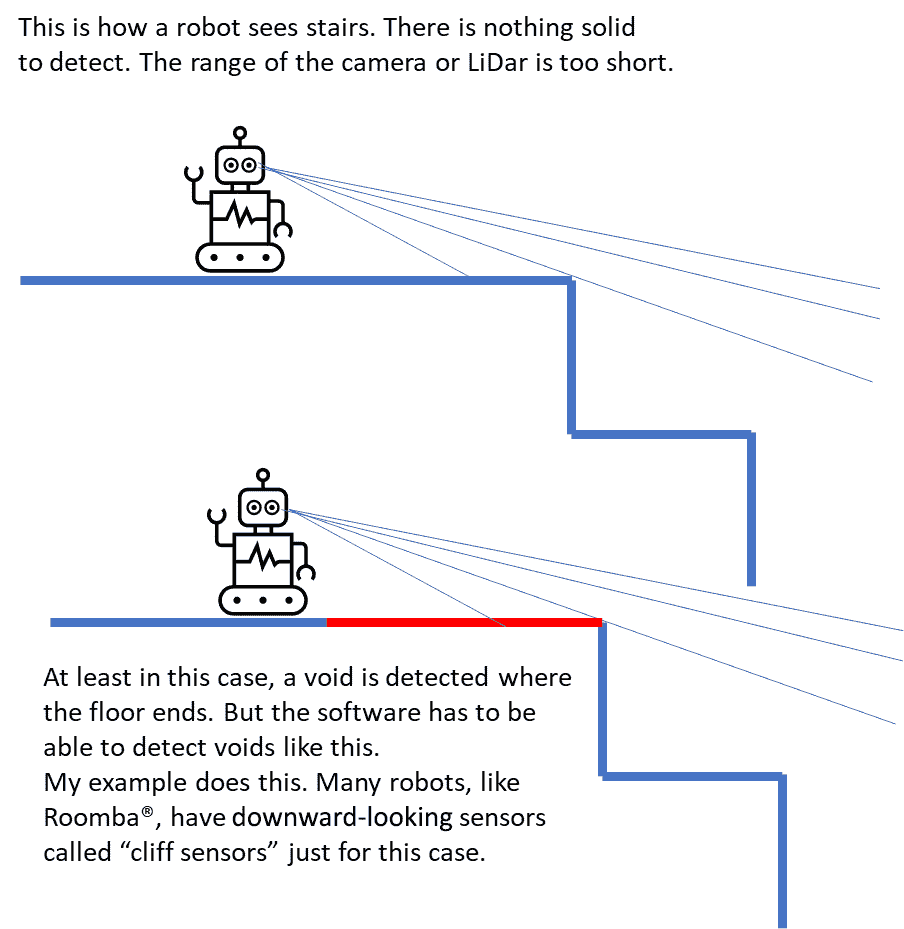 This is how a robot sees stairs. There is nothing solid
to detect. The range of the camera or LiDar is too short.
At least in this case, a void is detected where
the floor ends. But the software has to be
able to detect voids like this.
My example does this. Many robots, like
Roomba®, have downward-looking sensors
called “cliff sensors” just for this case.